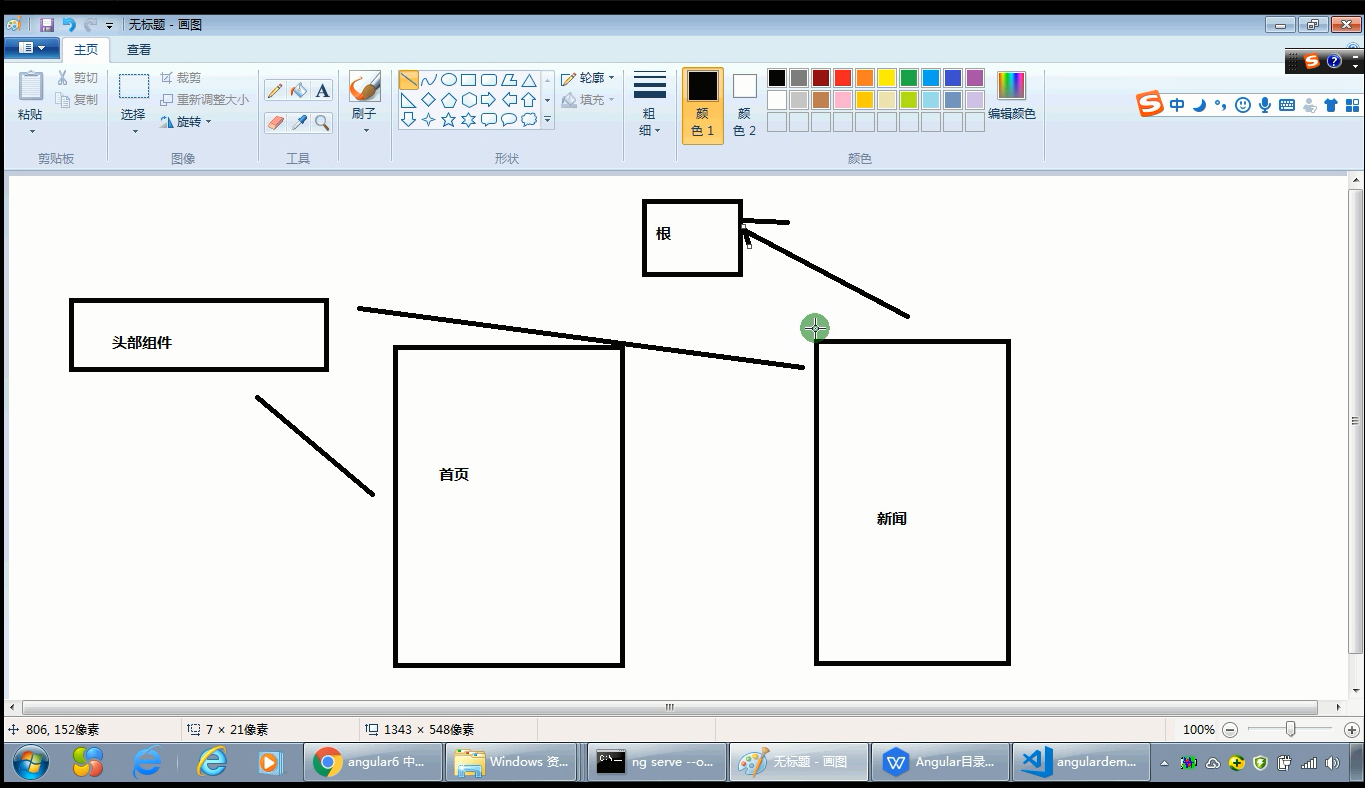 无标题 - 画图
主页 查看
粘贴 剪切 复制
选择 裁剪 重新调整大小 旋转
A
刷子
轮廓 填充
粗细
颜色 1
颜色 2
编辑颜色
剪贴板 图像 工具 形状 颜色
S ?
S 中
根
头部组件
首页
新闻
806, 152像素 7 × 21像素 1343 × 548像素 100%
angular6 中... Windows 资... C:\ ng serve --o... 无标题 - 画图 W Angular目录... angulardem...